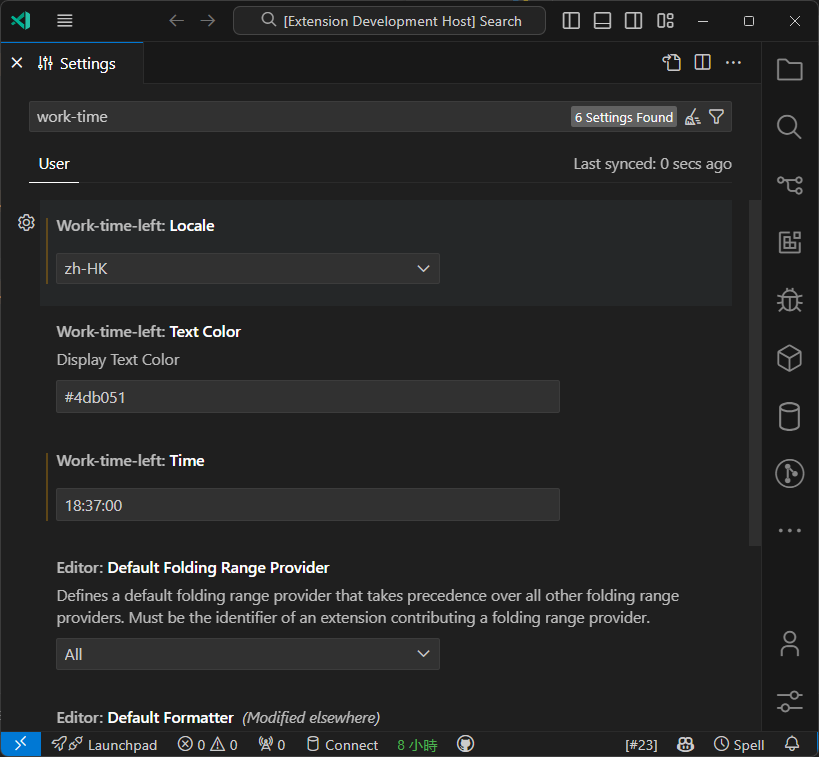 [Extension Development Host] Search
Settings
work-time
6 Settings Found
User
Last synced: 0 secs ago
Work-time-left: Locale
zh-HK
Work-time-left: Text Color
Display Text Color
#4db051
Work-time-left: Time
18:37:00
Editor: Default Folding Range Provider
Defines a default folding range provider that takes precedence over all other folding range
providers. Must be the identifier of an extension contributing a folding range provider.
All
Editor: Default Formatter (Modified elsewhere)
Launchpad 0 0 0 Connect 8 小時 [#23] Spell